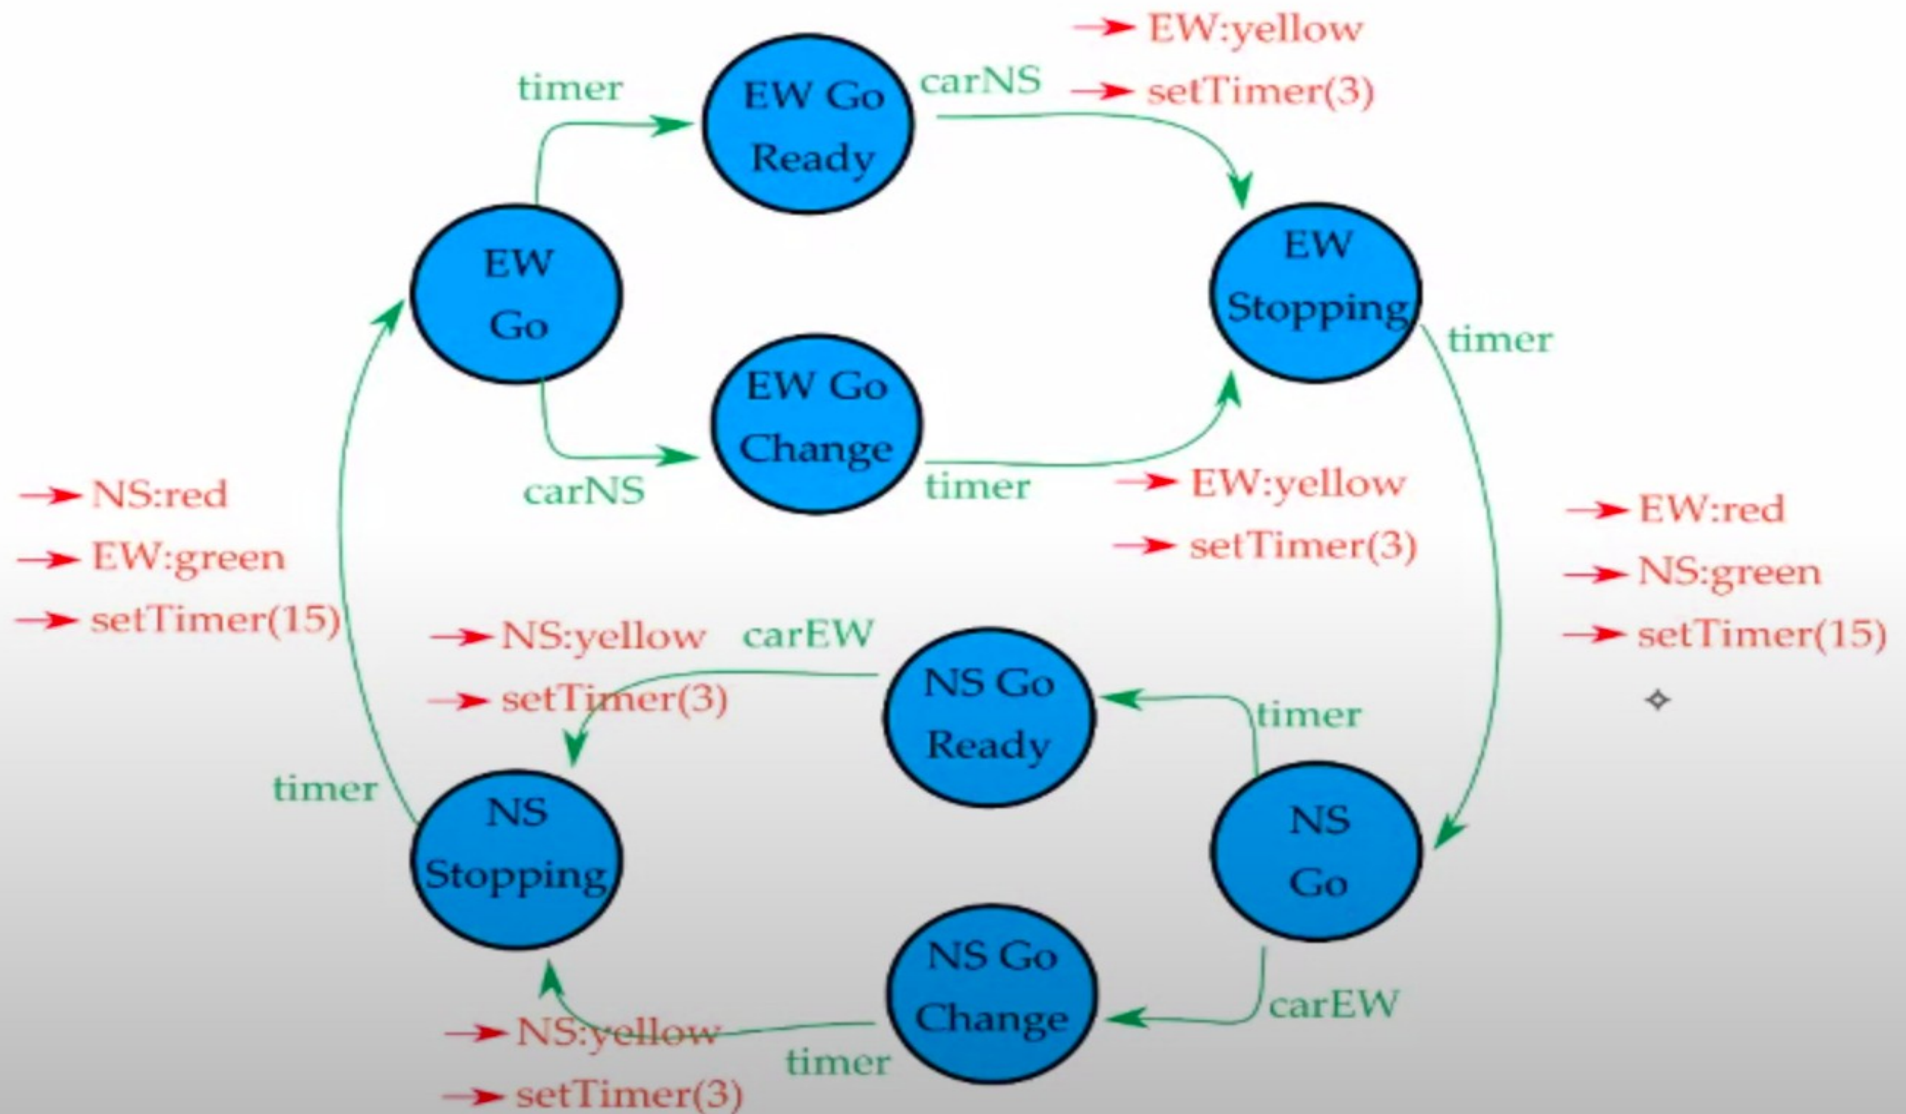 → EW:yellow
timer
EW Go
Ready
carNS
→ setTimer(3)
EW
Go
EW
Stopping
timer
EW Go
Change
carNS
timer
→ EW:yellow
→ setTimer(3)
→ NS:red
→ EW:green
→ setTimer(15)
→ EW:red
→ NS:green
→ setTimer(15)
→ NS:yellow
carEW
→ setTimer(3)
NS Go
Ready
timer
timer
NS
Stopping
NS
Go
NS Go
Change
carEW
→ NS:yellow
timer
→ setTimer(3)